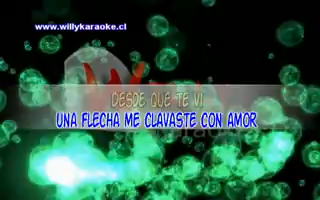 www.willykaraoke.cl
DESDE QUE TE VI
UNA FLECHA ME CLAVASTE CON AMOR